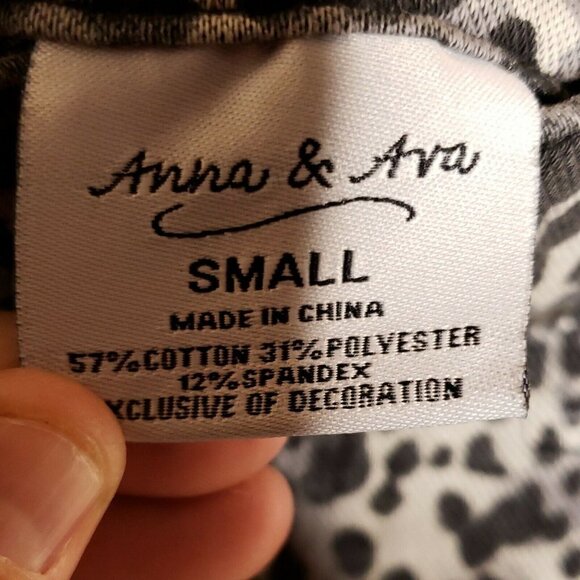 Anna & Ava
SMALL
MADE IN CHINA
57%COTTON 31%POLYESTER
12%SPANDEX
XCLUSIVE OF DECORATION